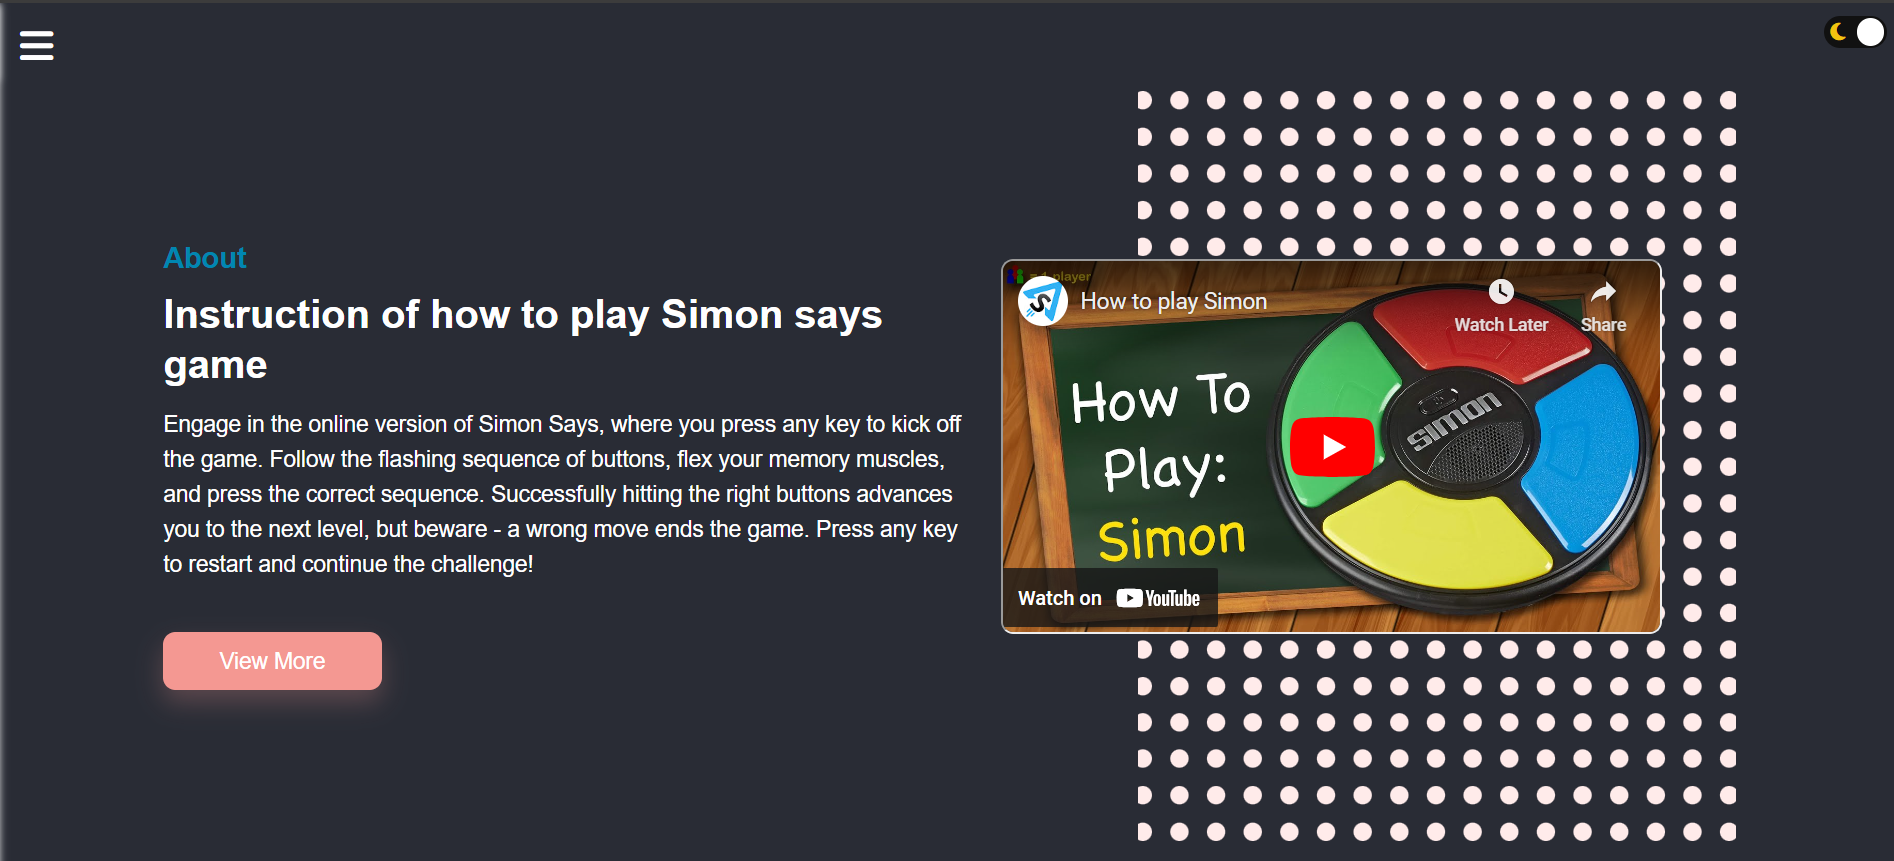 About
Instruction of how to play Simon says
game
Engage in the online version of Simon Says, where you press any key to kick off
the game. Follow the flashing sequence of buttons, flex your memory muscles,
and press the correct sequence. Successfully hitting the right buttons advances
you to the next level, but beware - a wrong move ends the game. Press any key
to restart and continue the challenge!
View More
player
How to play Simon
Watch Later
Share
How To
Play:
Simon
simon
Watch on YouTube